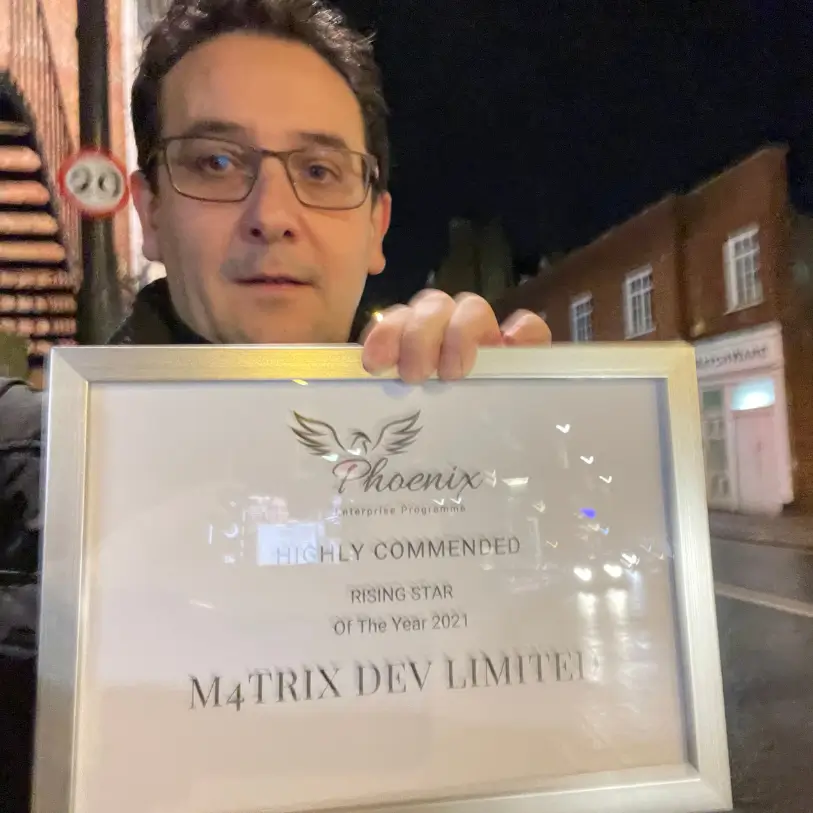 20
Phoenix
Enterprise Programme
HIGHLY COMMENDED
RISING STAR
Of The Year 2021
M4TRIX DEV LIMITED